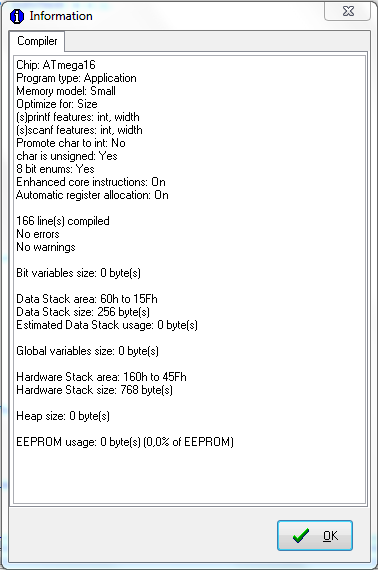 Information
Compiler
Chip: ATmega16
Program type: Application
Memory model: Small
Optimize for: Size
(s)printf features: int, width
(s)scanf features: int, width
Promote char to int: No
char is unsigned: Yes
8 bit enums: Yes
Enhanced core instructions: On
Automatic register allocation: On
166 line(s) compiled
No errors
No warnings
Bit variables size: 0 byte(s)
Data Stack area: 60h to 15Fh
Data Stack size: 256 byte(s)
Estimated Data Stack usage: 0 byte(s)
Global variables size: 0 byte(s)
Hardware Stack area: 160h to 45Fh
Hardware Stack size: 768 byte(s)
Heap size: 0 byte(s)
EEPROM usage: 0 byte(s) (0,0% of EEPROM)
OK